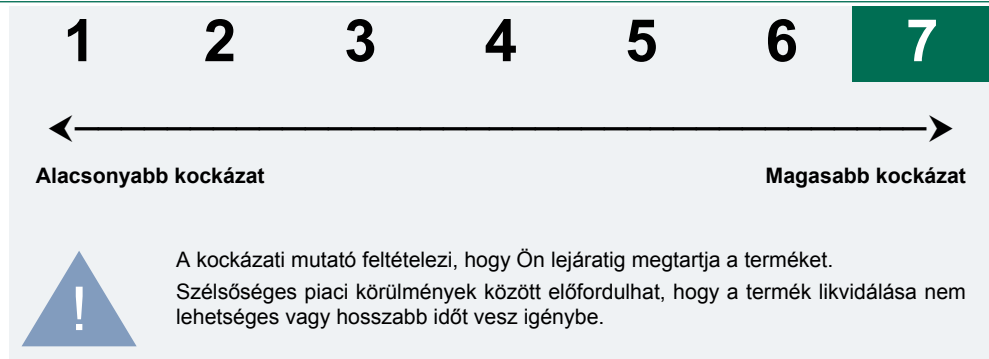 1 2 3 4 5 6 7
Alacsonyabb kockázat Magasabb kockázat
A kockázati mutató feltételezi, hogy Ön lejáratig megtartja a terméket.
Szélsőséges piaci körülmények között előfordulhat, hogy a termék likvidálása nem
lehetséges vagy hosszabb időt vesz igénybe.
!